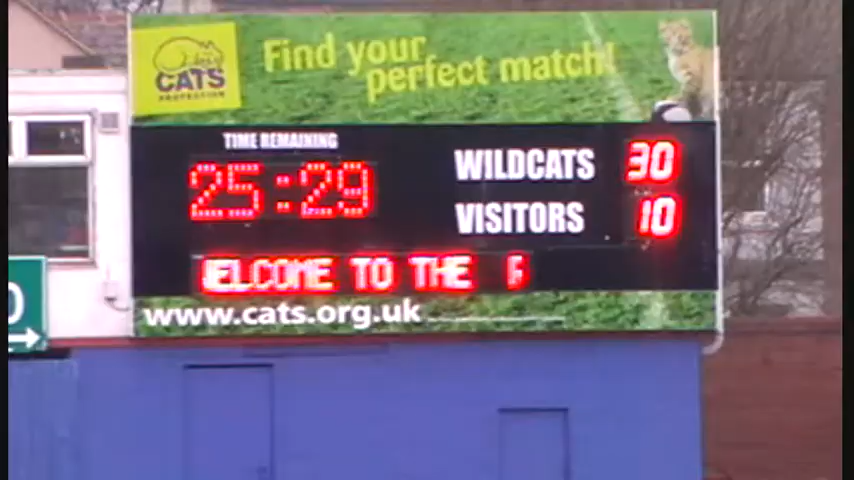 CATS
PROTECTION
Find your
perfect match!
TIME REMAINING
25:29
WILDCATS 30
VISITORS 10
WELCOME TO THE
www.cats.org.uk